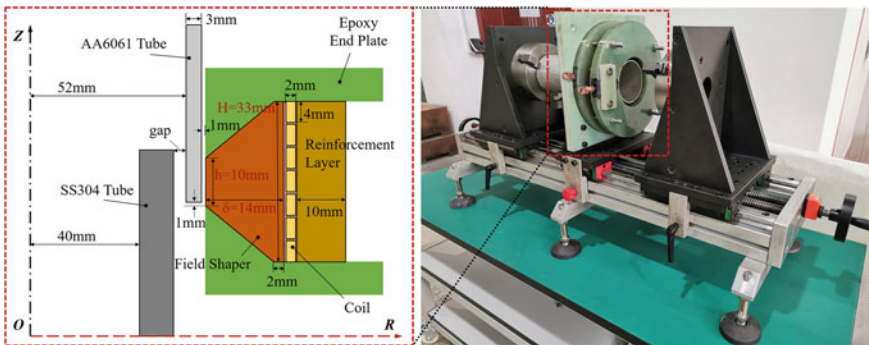 3mm
Z
AA6061 Tube
Epoxy
End Plate
2mm
52mm
H=33mm
4mm
1mm
gap
Reinforcement
Layer
SS304 Tube
h=10mm
δ=14mm
10mm
1mm
40mm
Field Shaper
2mm
Coil
O
R